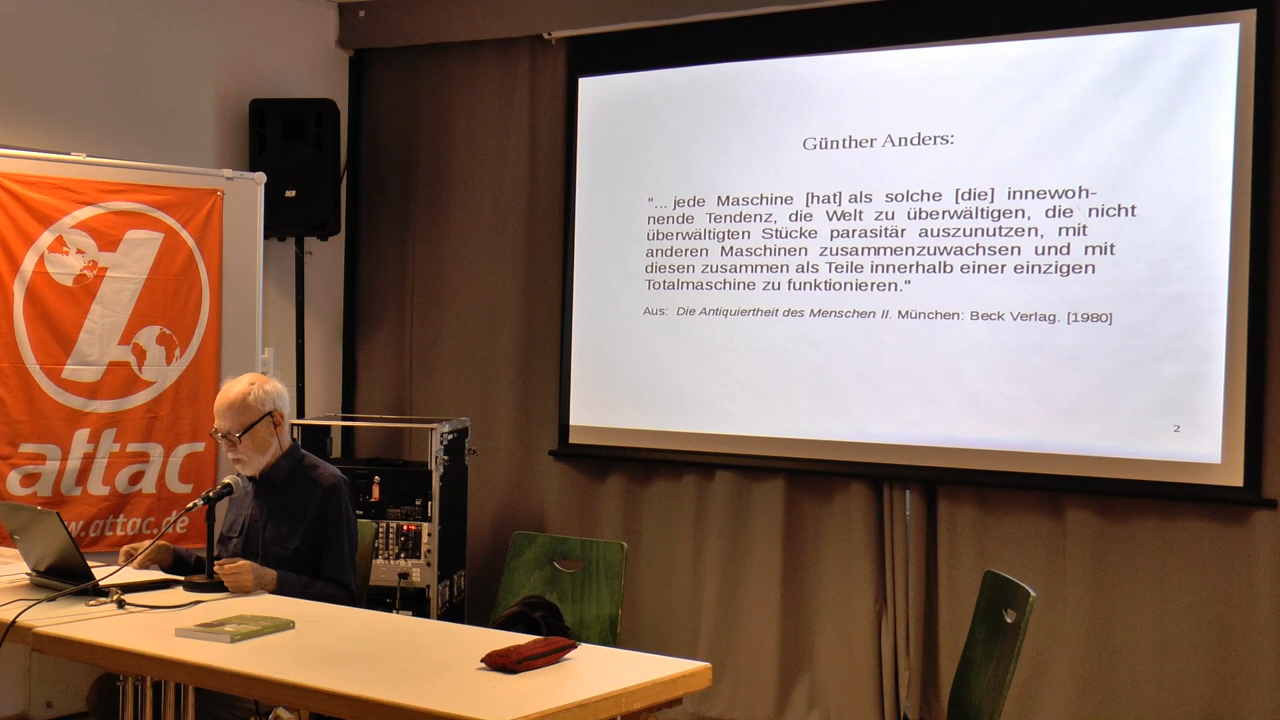 Günther Anders:
"... jede Maschine [hat] als solche [die] innewoh-
nende Tendenz, die Welt zu überwältigen, die nicht
überwältigten Stücke parasitär auszunutzen, mit
anderen Maschinen zusammenzuwachsen und mit
diesen zusammen als Teile innerhalb einer einzigen
Totalmaschine zu funktionieren."
Aus: Die Antiquiertheit des Menschen II. München: Beck Verlag. [1980]
2
attac
w.attac.de